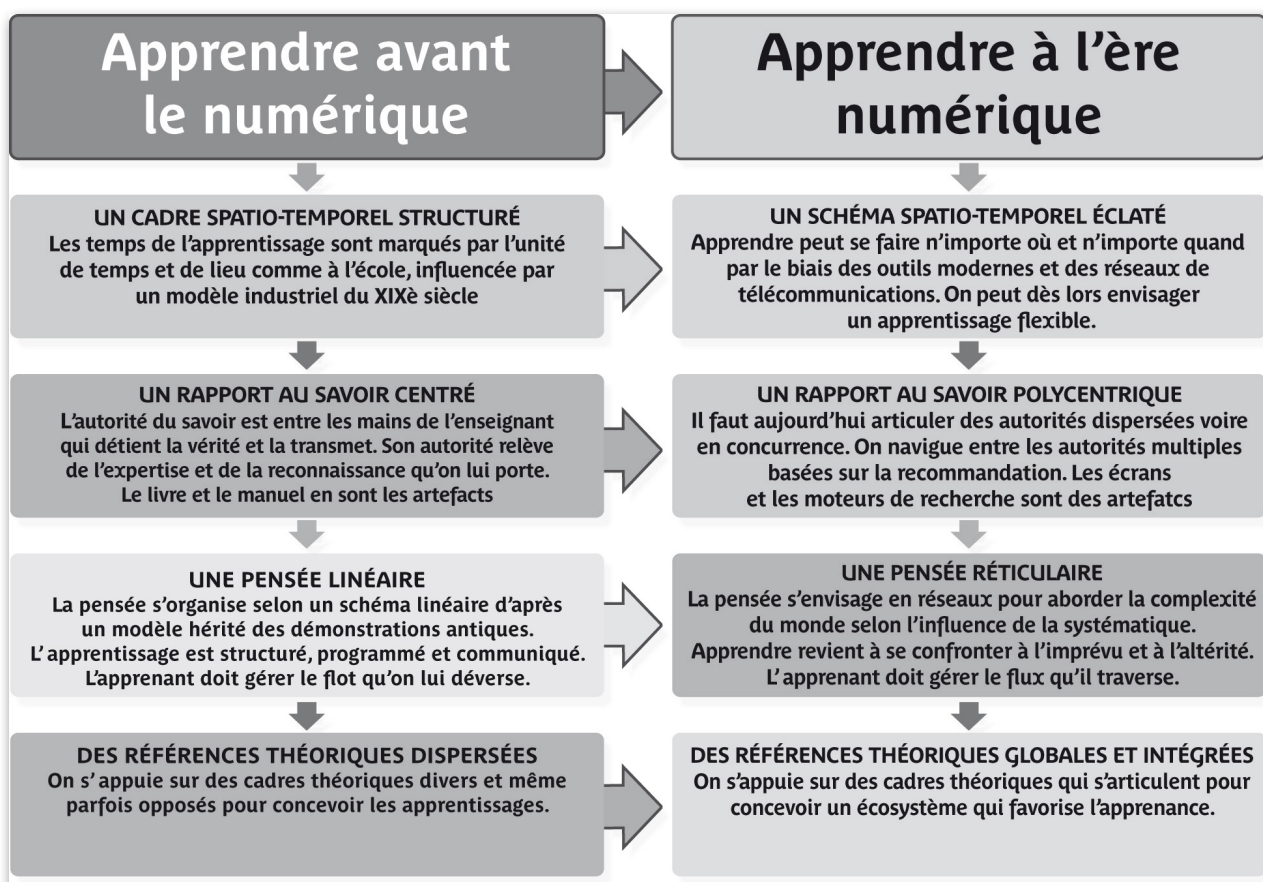 Apprendre avant
le numérique
Apprendre à l'ère
numérique
UN CADRE SPATIO-TEMPOREL STRUCTURÉ
Les temps de l'apprentissage sont marqués par l'unité
de temps et de lieu comme à l'école, influencée par
un modèle industriel du XIXè siècle
UN SCHÉMA SPATIO-TEMPOREL ÉCLATÉ
Apprendre peut se faire n'importe où et n'importe quand
par le biais des outils modernes et des réseaux de
télécommunications. On peut dès lors envisager
un apprentissage flexible.
UN RAPPORT AU SAVOIR CENTRÉ
L'autorité du savoir est entre les mains de l'enseignant
qui détient la vérité et la transmet. Son autorité relève
de l'expertise et de la reconnaissance qu'on lui porte.
Le livre et le manuel en sont les artefacts
UN RAPPORT AU SAVOIR POLYCENTRIQUE
Il faut aujourd'hui articuler des autorités dispersées voire
en concurrence. On navigue entre les autorités multiples
basées sur la recommandation. Les écrans
et les moteurs de recherche sont des artefatcs
UNE PENSÉE LINÉAIRE
La pensée s'organise selon un schéma linéaire d'après
un modèle hérité des démonstrations antiques.
L'apprentissage est structuré, programmé et communiqué.
L'apprenant doit gérer le flot qu'on lui déverse.
UNE PENSÉE RÉTICULAIRE
La pensée s'envisage en réseaux pour aborder la complexité
du monde selon l'influence de la systématique.
Apprendre revient à se confronter à l'imprévu et à l'altérité.
L'apprenant doit gérer le flux qu'il traverse.
DES RÉFÉRENCES THÉORIQUES DISPERSÉES
On s'appuie sur des cadres théoriques divers et même
parfois opposés pour concevoir les apprentissages.
DES RÉFÉRENCES THÉORIQUES GLOBALES ET INTÉGRÉES
On s'appuie sur des cadres théoriques qui s'articulent pour
concevoir un écosystème qui favorise l'apprenance.